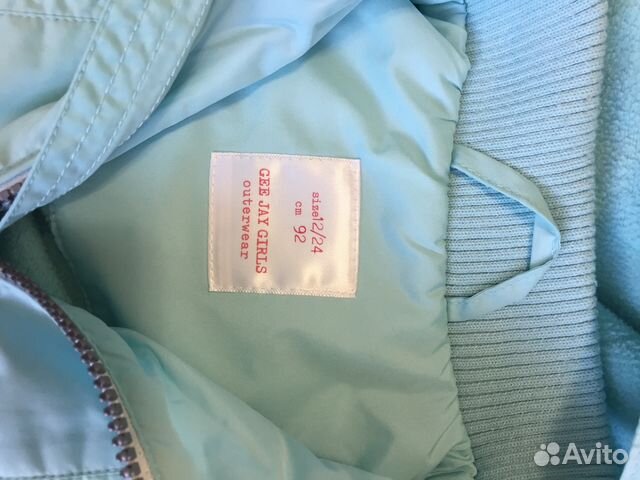 size12/24
cm 92
GEE JAY GIRLS
outerwear
Avito